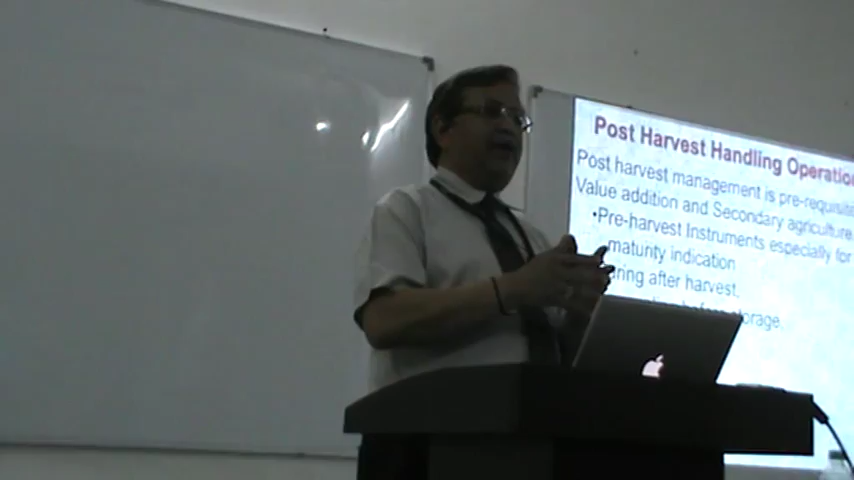 Post Harvest Handling Operation
Post harvest management is pre-requisite
Value addition and Secondary agriculture.
•Pre-harvest Instruments especially for
maturity indication
after harvest,
storage.